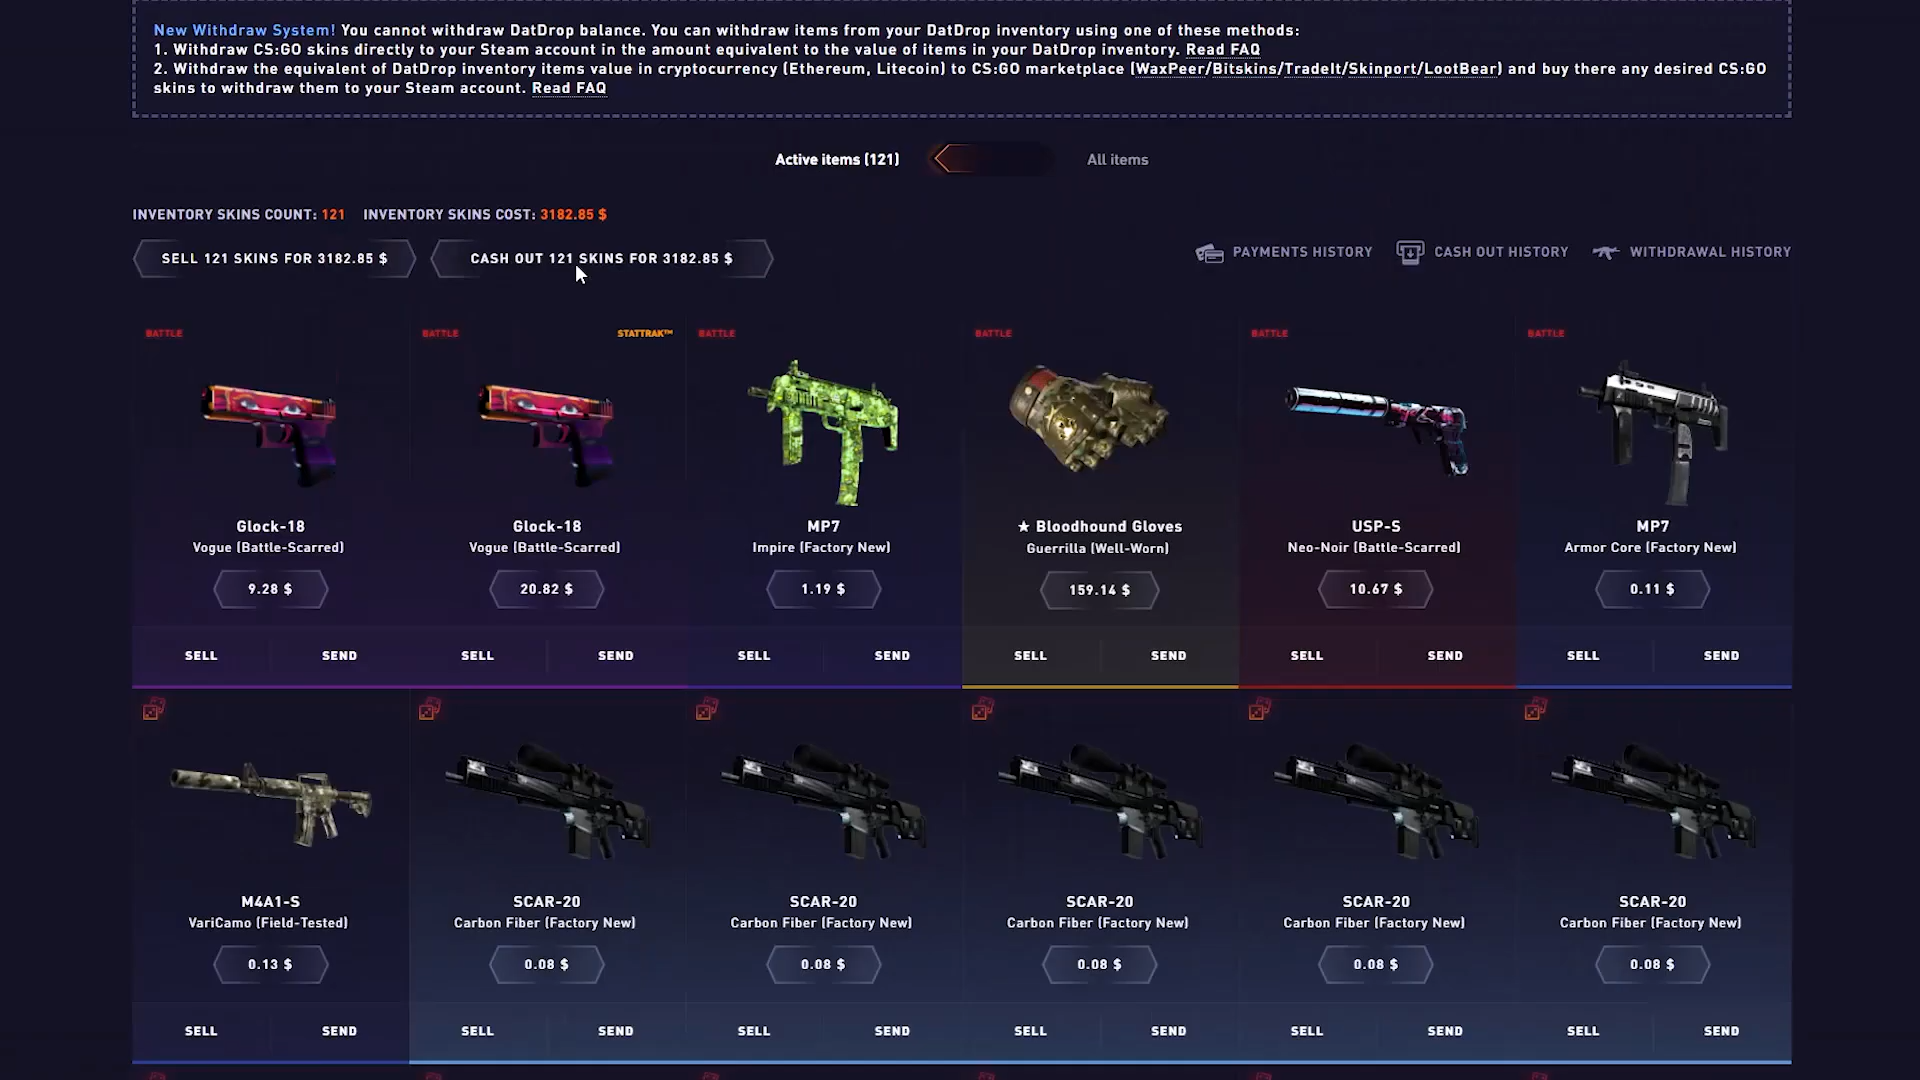 New Withdraw System! You cannot withdraw DatDrop balance. You can withdraw items from your DatDrop inventory using one of these methods:
1. Withdraw CS:GO skins directly to your Steam account in the amount equivalent to the value of items in your DatDrop inventory. Read FAQ
2. Withdraw the equivalent of DatDrop inventory items value in cryptocurrency (Ethereum, Litecoin) to CS:GO marketplace (WaxPeer/Bitskins/TradeIt/Skinport/LootBear) and buy there any desired CS:GO
skins to withdraw them to your Steam account. Read FAQ
Active items (121) All items
INVENTORY SKINS COUNT: 121 INVENTORY SKINS COST: 3182.85 $
SELL 121 SKINS FOR 3182.85 $ CASH OUT 121 SKINS FOR 3182.85 $ PAYMENTS HISTORY CASH OUT HISTORY WITHDRAWAL HISTORY
BATTLE BATTLE STATTRAK™ BATTLE BATTLE BATTLE BATTLE
Glock-18 Glock-18 MP7 ★ Bloodhound Gloves USP-S MP7
Vogue (Battle-Scarred) Vogue (Battle-Scarred) Impire (Factory New) Guerrilla (Well-Worn) Neo-Noir (Battle-Scarred) Armor Core (Factory New)
9.28 $ 20.82 $ 1.19 $ 159.14 $ 10.67 $ 0.11 $
SELL SEND SELL SEND SELL SEND SELL SEND SELL SEND SELL SEND
M4A1-S SCAR-20 SCAR-20 SCAR-20 SCAR-20 SCAR-20
VariCamo (Field-Tested) Carbon Fiber (Factory New) Carbon Fiber (Factory New) Carbon Fiber (Factory New) Carbon Fiber (Factory New) Carbon Fiber (Factory New)
0.13 $ 0.08 $ 0.08 $ 0.08 $ 0.08 $ 0.08 $
SELL SEND SELL SEND SELL SEND SELL SEND SELL SEND SELL SEND